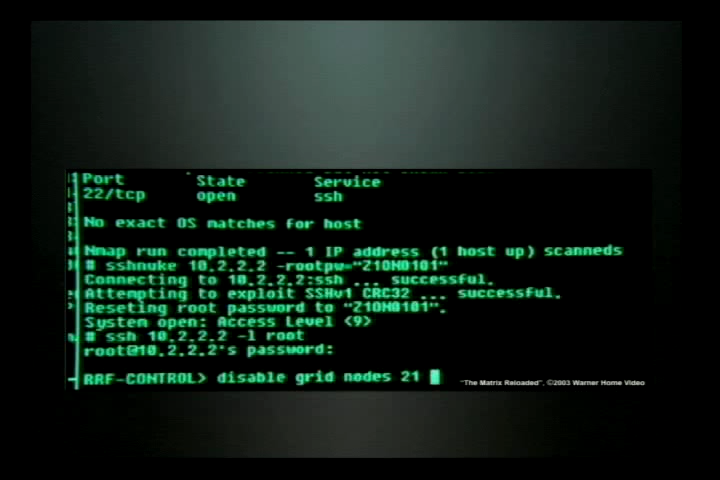 Port State Service
22/tcp open ssh
No exact OS matches for host
Nmap run completed -- 1 IP address (1 host up) scanneds
# sshnuke 10.2.2.2 -rootpw="Z1ON0101"
Connecting to 10.2.2.2:ssh ... successful.
Attempting to exploit SSHv1 CRC32 ... successful.
Reseting root password to "Z1ON0101".
System open: Access Level <9>
# ssh 10.2.2.2 -l root
root@10.2.2.2's password:
RRF-CONTROL> disable grid nodes 21
"The Matrix Reloaded", ©2003 Warner Home Video